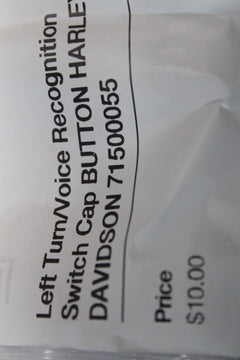 Left Turn/Voice Recognition
Switch Cap BUTTON HARLEY
DAVIDSON 71500055
Price
$10.00